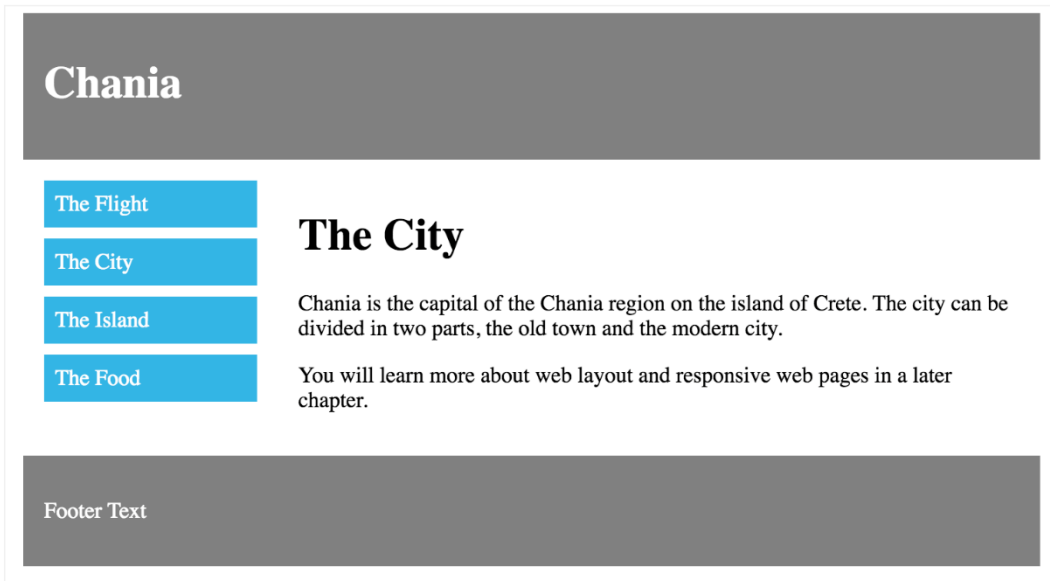 Chania
The Flight
The City
The Island
The Food
The City
Chania is the capital of the Chania region on the island of Crete. The city can be
divided in two parts, the old town and the modern city.
You will learn more about web layout and responsive web pages in a later
chapter.
Footer Text